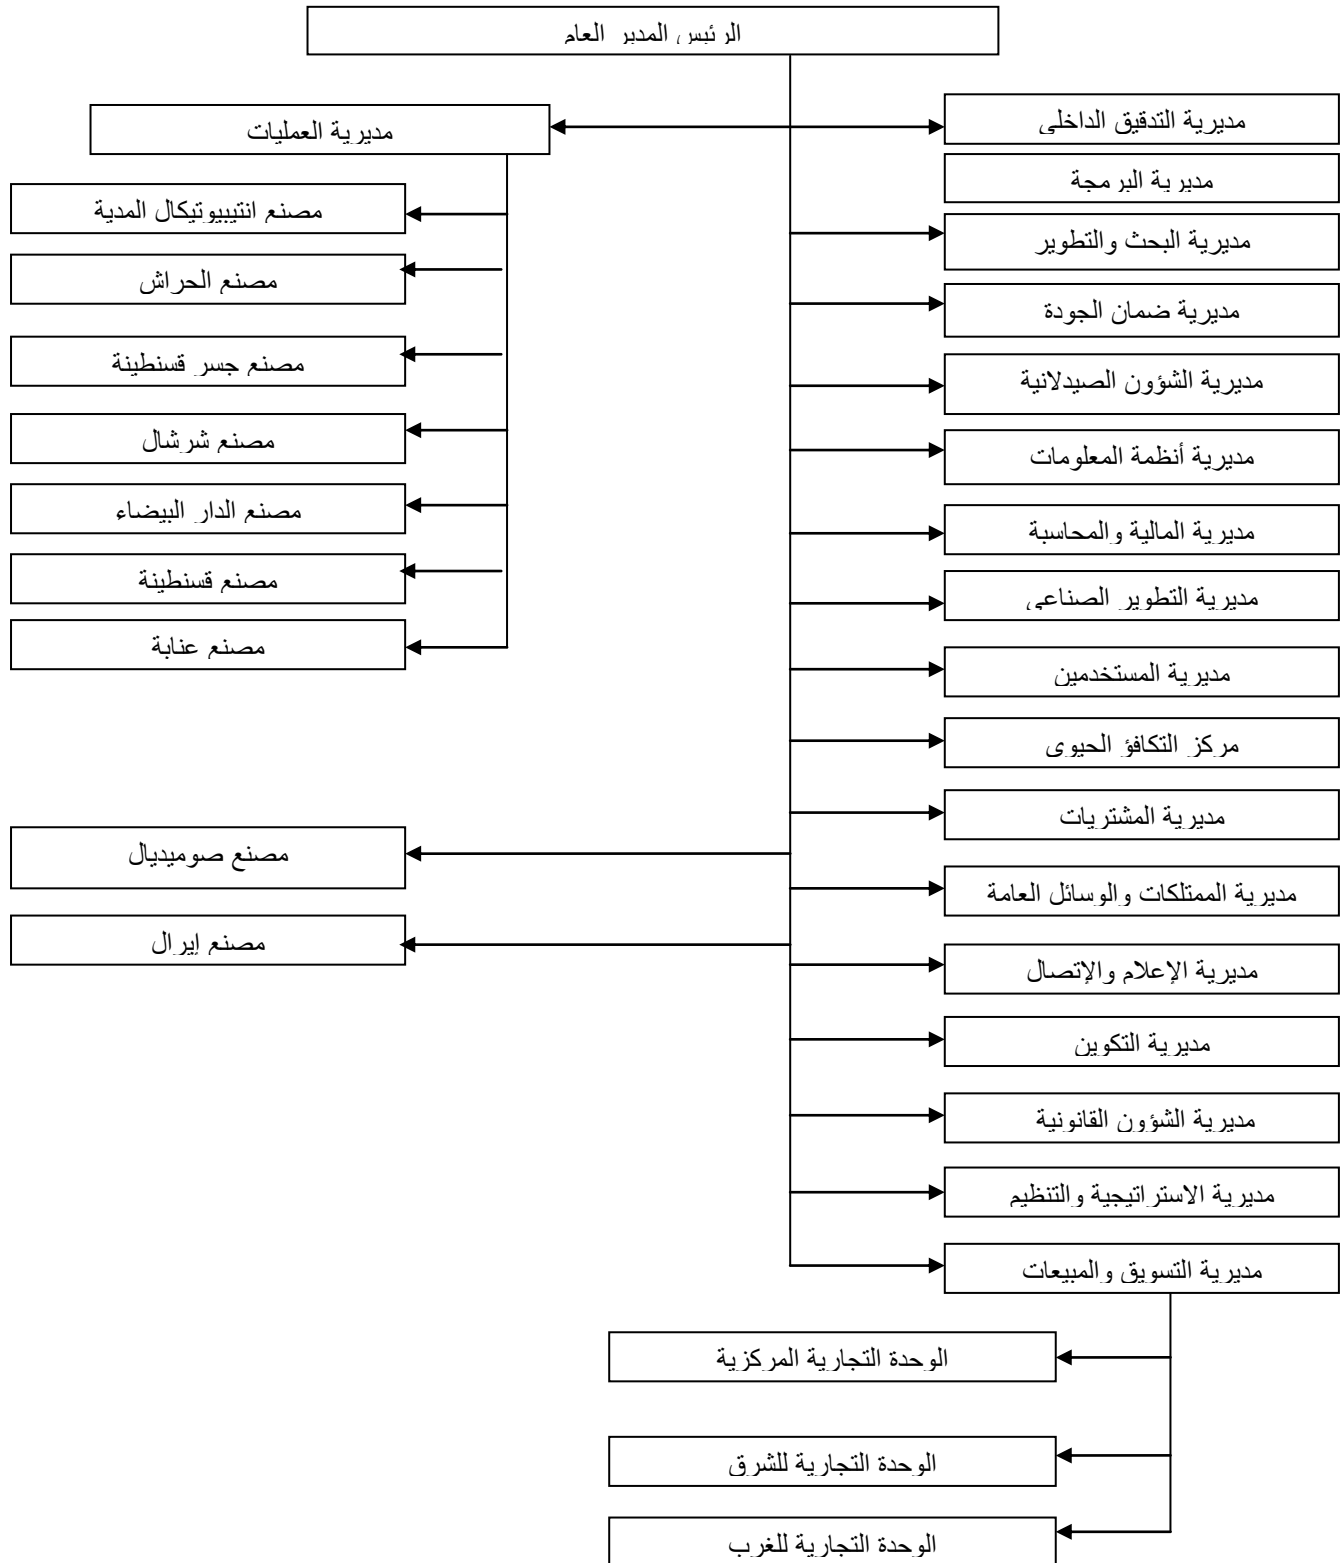 الرئيس المدير العام
مديرية التدقيق الداخلي
مديرية العمليات
مديرية البرمجة
مصنع انتيبيوتيكال المدية
مديرية البحث والتطوير
مصنع الحراش
مديرية ضمان الجودة
مصنع جسر قسنطينة
مديرية الشؤون الصيدلانية
مصنع شرشال
مديرية أنظمة المعلومات
مصنع الدار البيضاء
مديرية المالية والمحاسبة
مصنع قسنطينة
مديرية التطوير الصناعي
مصنع عنابة
مديرية المستخدمين
مركز التكافؤ الحيوي
مديرية المشتريات
مصنع صوميديال
مديرية الممتلكات والوسائل العامة
مصنع إيرال
مديرية الإعلام والإتصال
مديرية التكوين
مديرية الشؤون القانونية
مديرية الاستراتيجية والتنظيم
مديرية التسويق والمبيعات
الوحدة التجارية المركزية
الوحدة التجارية للشرق
الوحدة التجارية للغرب